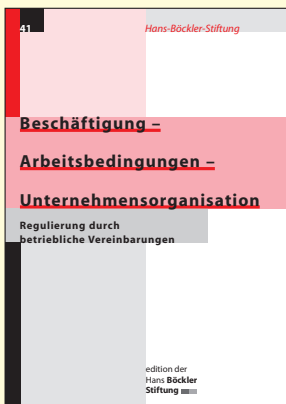 41
Hans-Böckler-Stiftung
Beschäftigung –
Arbeitsbedingungen –
Unternehmensorganisation
Regulierung durch
betriebliche Vereinbarungen
edition der
Hans Böckler
Stiftung